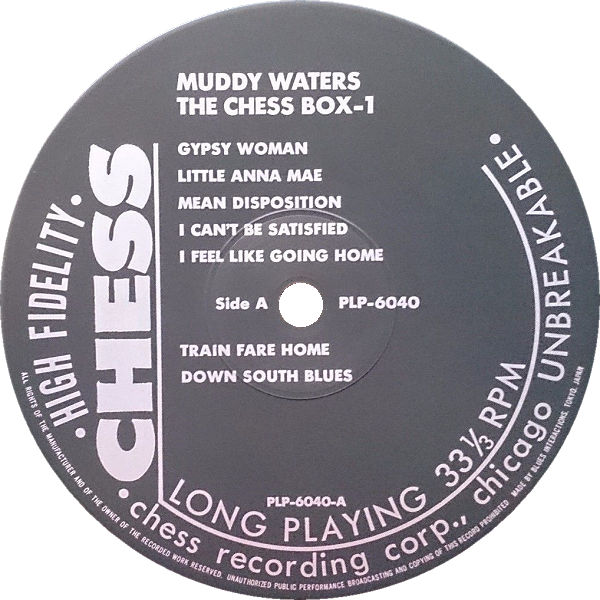 MUDDY WATERS
THE CHESS BOX-1
GYPSY WOMAN
LITTLE ANNA MAE
MEAN DISPOSITION
I CAN'T BE SATISFIED
I FEEL LIKE GOING HOME
Side A PLP-6040
TRAIN FARE HOME
DOWN SOUTH BLUES
PLP-6040-A
CHESS
• HIGH FIDELITY •
LONG PLAYING 33⅓ RPM
• chess recording corp., chicago UNBREAKABLE. •
ALL RIGHTS OF THE MANUFACTURER AND OF THE OWNER OF THE RECORDED WORK RESERVED. UNAUTHORIZED PUBLIC PERFORMANCE BROADCASTING AND COPYING OF THIS RECORD PROHIBITED MADE BY BLUES INTERACTIONS, TOKYO, JAPAN